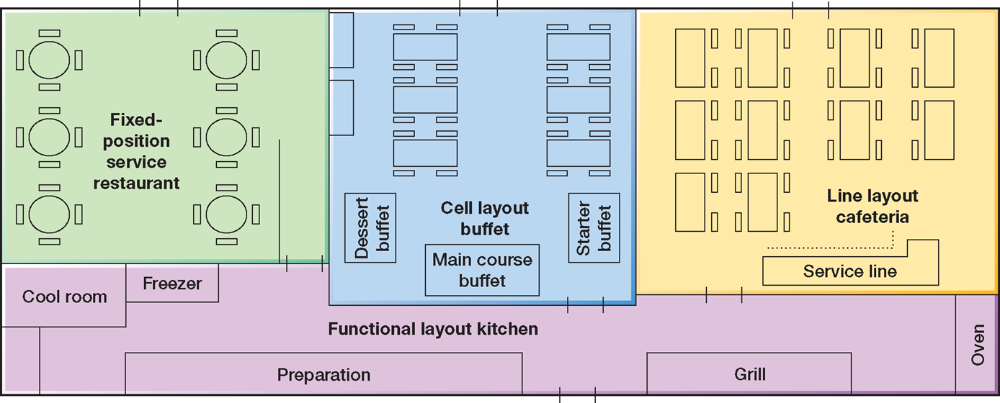 Fixed-
position
service
restaurant
Cell layout
buffet
Dessert
buffet
Main course
buffet
Starter
buffet
Line layout
cafeteria
Service line
Cool room
Freezer
Functional layout kitchen
Preparation
Grill
Oven